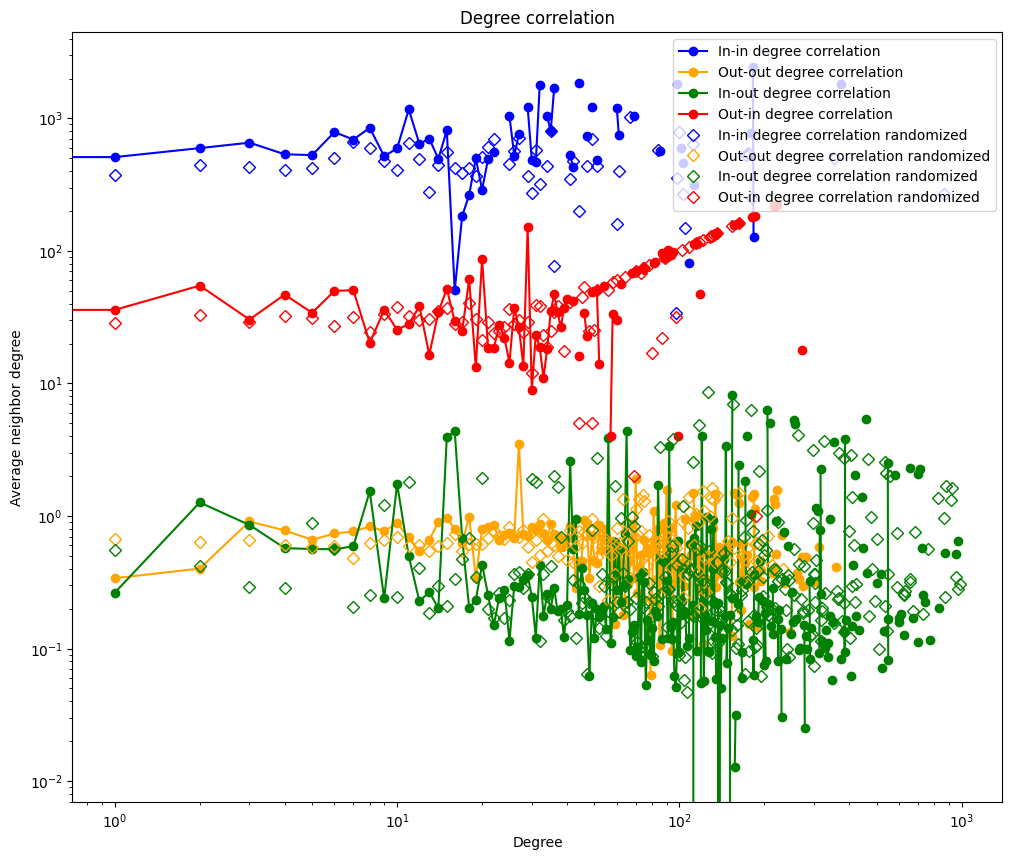 Degree correlation
In-in degree correlation
Out-out degree correlation
In-out degree correlation
Out-in degree correlation
In-in degree correlation randomized
Out-out degree correlation randomized
In-out degree correlation randomized
Out-in degree correlation randomized
Average neighbor degree
10³
10²
10¹
10⁰
10⁻¹
10⁻²
10⁰ 10¹ 10² 10³
Degree